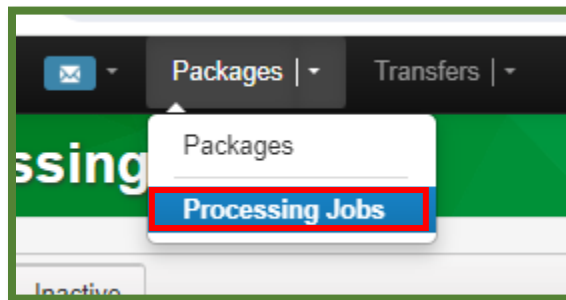 Packages | Transfers |
Packages
ssing
Processing Jobs
Inactive